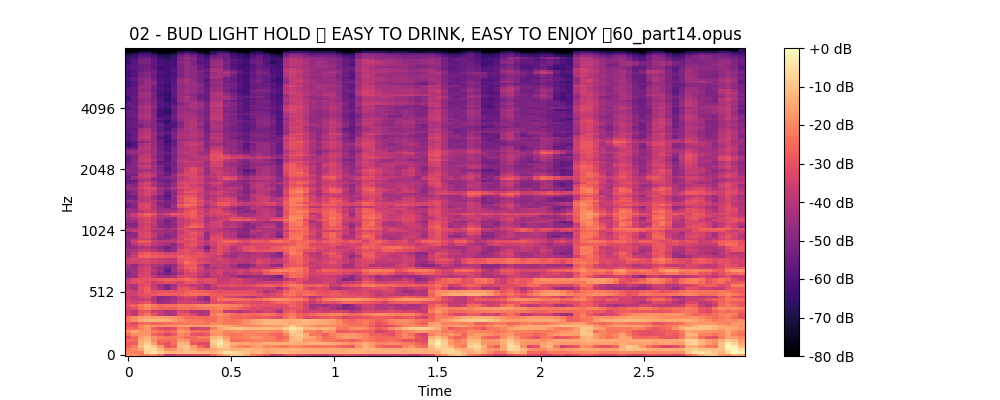 02 - BUD LIGHT HOLD ▯ EASY TO DRINK, EASY TO ENJOY ▯60_part14.opus
+0 dB
4096
-10 dB
-20 dB
2048
-30 dB
Hz
1024
-40 dB
-50 dB
512
-60 dB
-70 dB
0
-80 dB
0 0.5 1 1.5 2 2.5
Time